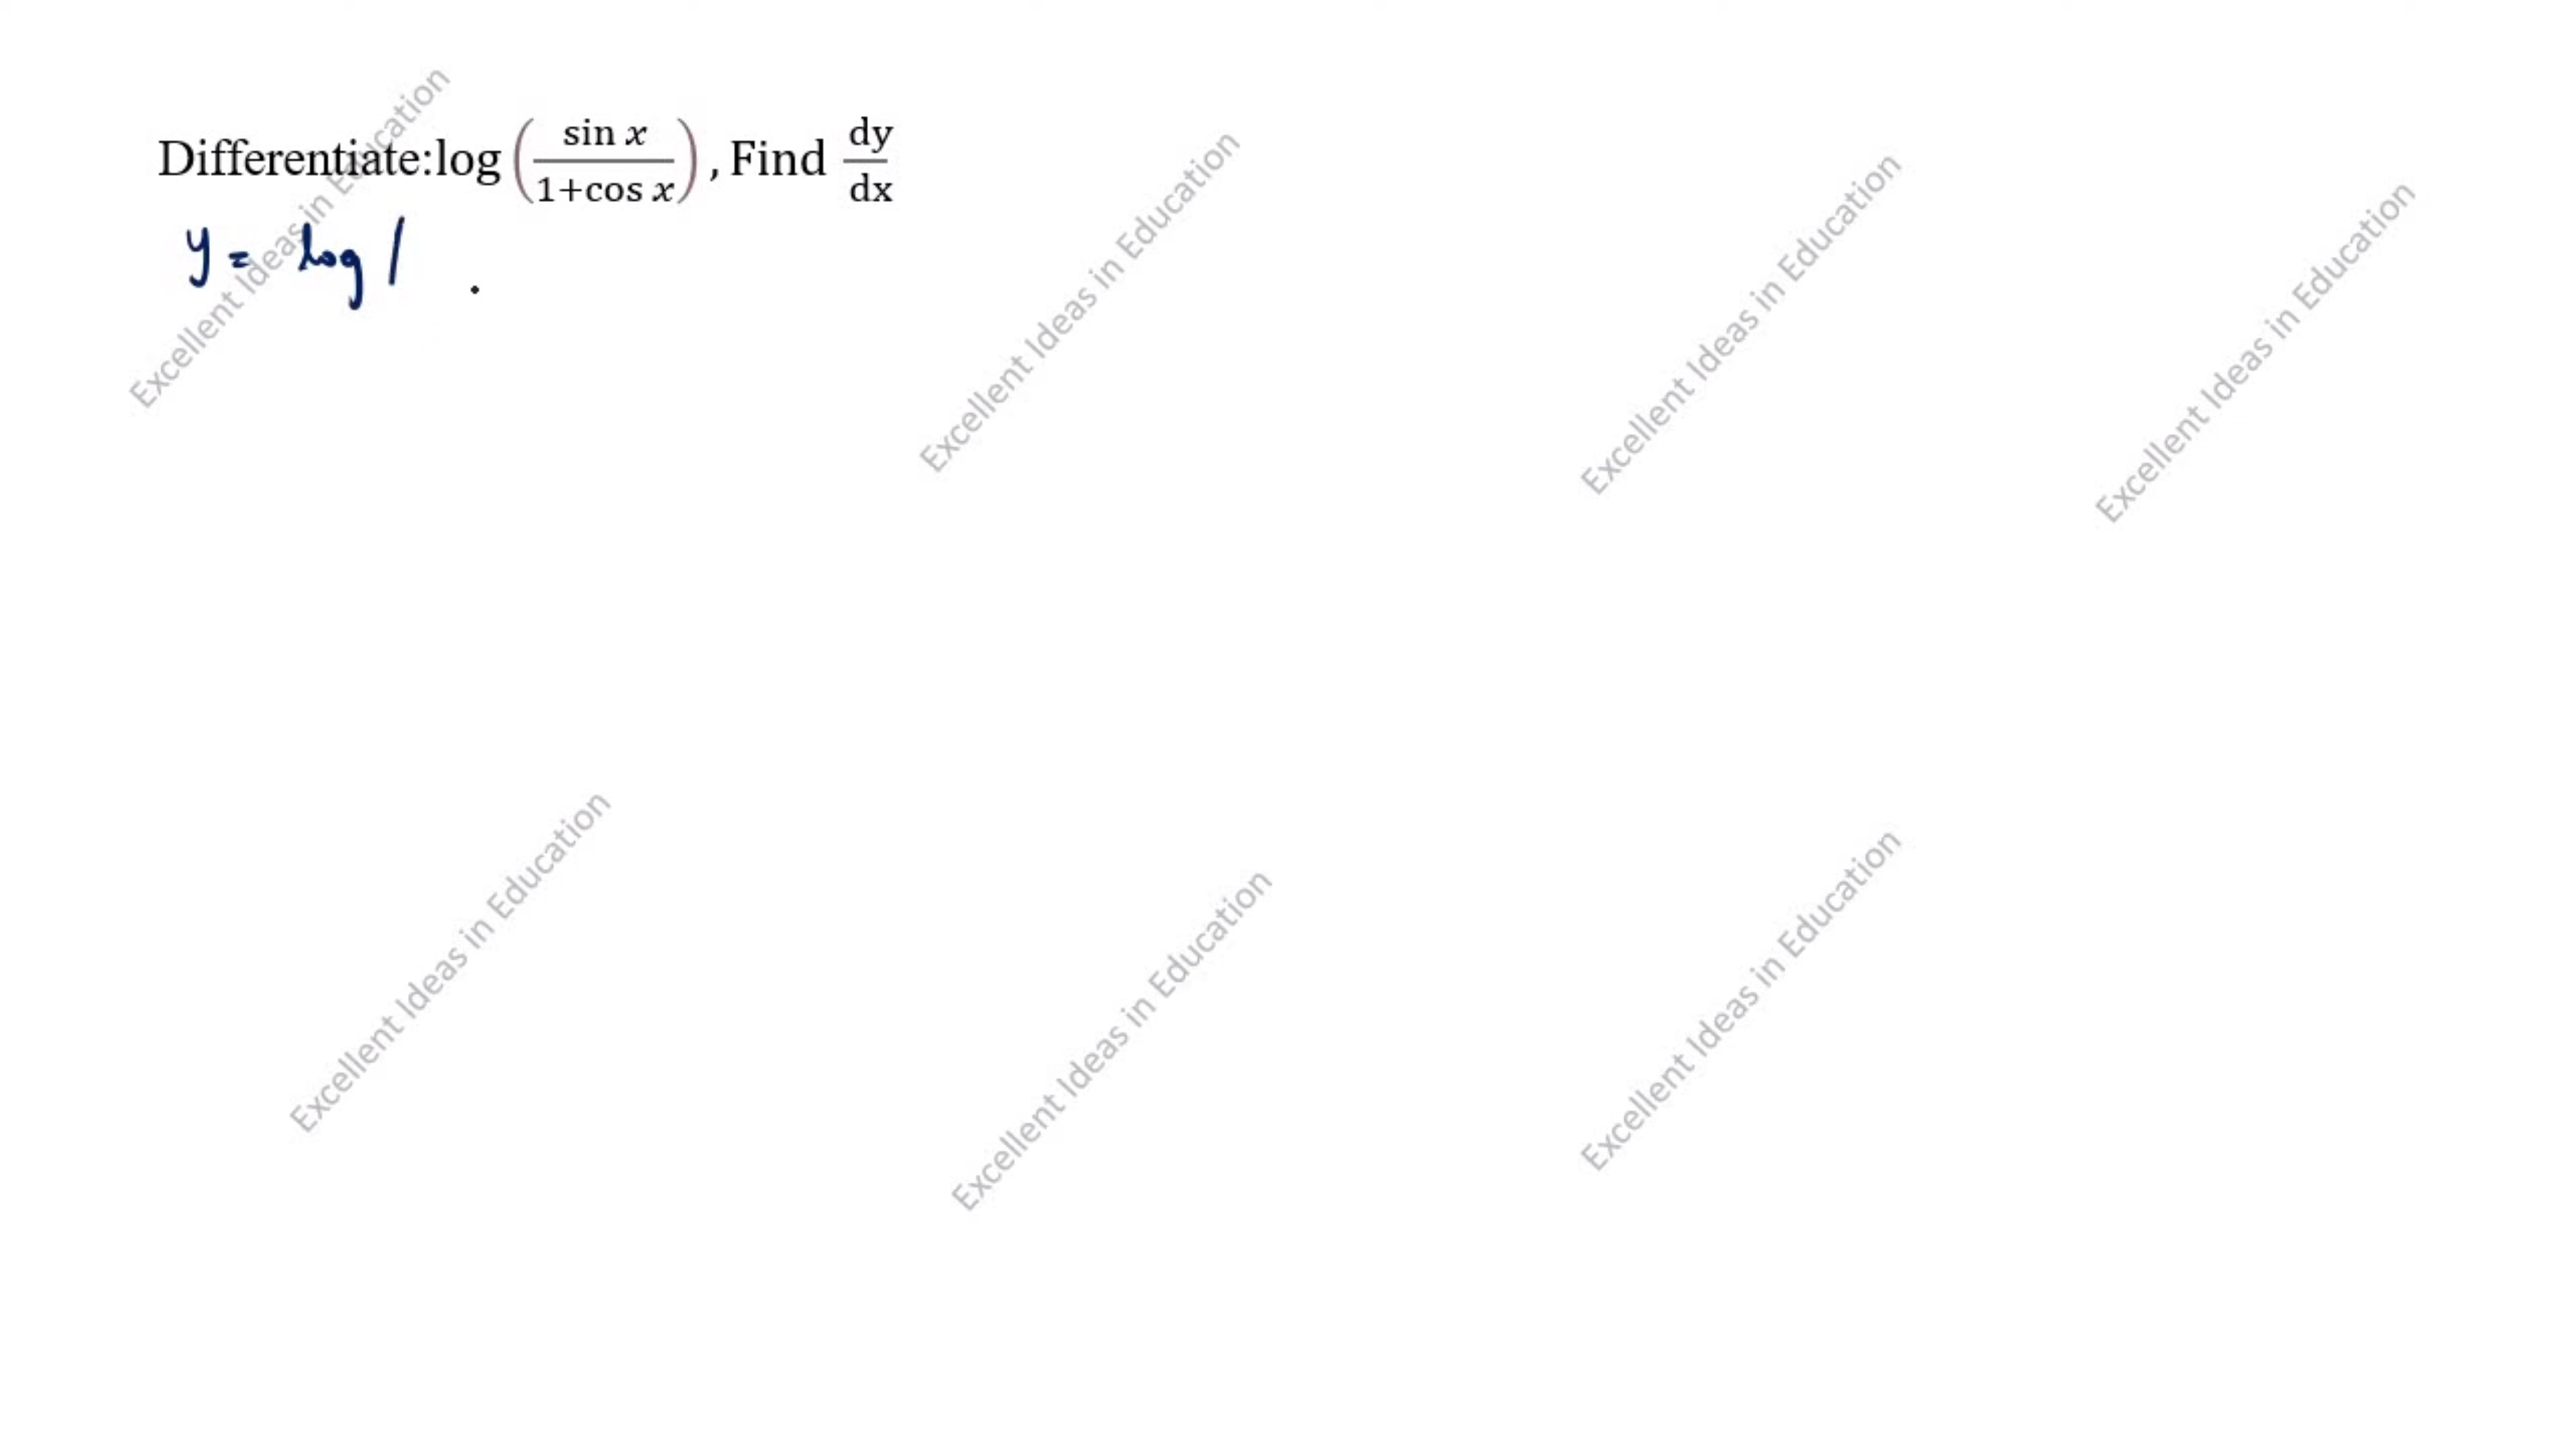 Differentiate:log (sin x / 1+cos x) , Find dy/dx
y = log /
Excellent Ideas in Education
Excellent Ideas in Education
Excellent Ideas in Education
Excellent Ideas in Education
Excellent Ideas in Education
Excellent Ideas in Education
Excellent Ideas in Education